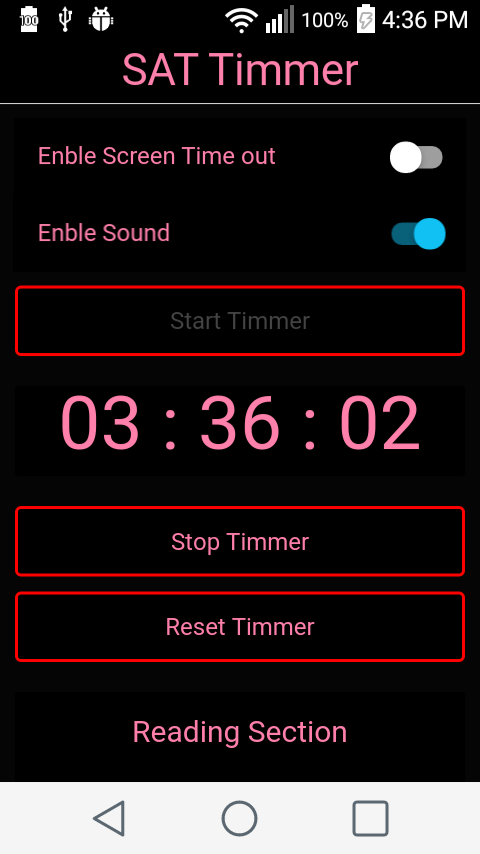 100 100% 4:36 PM
SAT Timmer
Enble Screen Time out
Enble Sound
Start Timmer
03 : 36 : 02
Stop Timmer
Reset Timmer
Reading Section